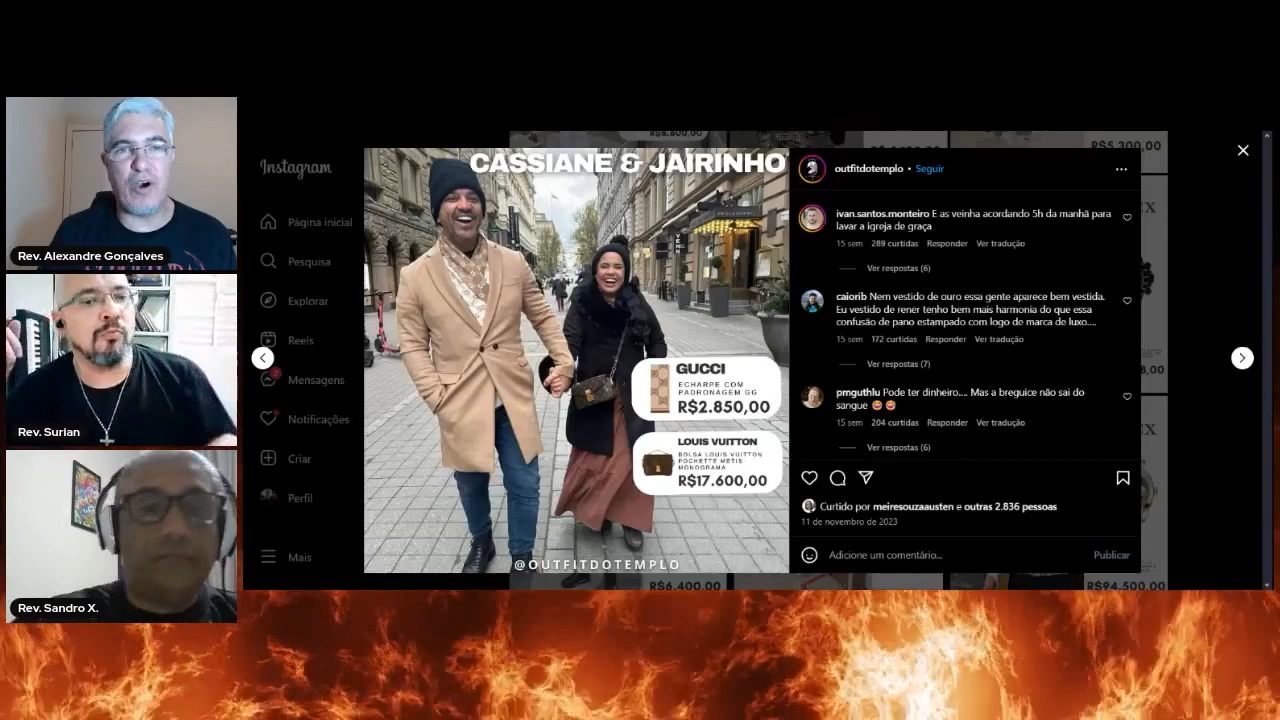 Rev. Alexandre Gonçalves
Rev. Surian
Rev. Sandro X.
Instagram
Página inicial
Pesquisa
Explorar
Reels
2
Mensagens
Notificações
Criar
Perfil
Mais
CASSIANE & JAIRINHO
GUCCI
ECHARPE COM
PADRONAGEM GG
R$2.850,00
LOUIS VUITTON
BOLSA LOUIS VUITTON
POCHETTE MÉTIS
MONOGRAMA
R$17.600,00
@OUTFITDOTEMPLO
outfitdotemplo • Seguir
ivan.santos.monteiro E as veinha acordando 5h da manhã para
lavar a igreja de graça
15 sem 289 curtidas Responder Ver tradução
Ver respostas (6)
caiorib Nem vestido de ouro essa gente aparece bem vestida.
Eu vestido de rener tenho bem mais harmonia do que essa
confusão de pano estampado com logo de marca de luxo....
15 sem 172 curtidas Responder Ver tradução
Ver respostas (7)
pmguthlu Pode ter dinheiro.... Mas a breguice não sai do
sangue 🤣🤣
15 sem 204 curtidas Responder Ver tradução
Ver respostas (6)
Curtido por meiresouzaausten e outras 2.836 pessoas
11 de novembro de 2023
Adicione um comentário...
Publicar
R$8.800,00
R$5.300,00
R$6.400,00
R$94.500,00